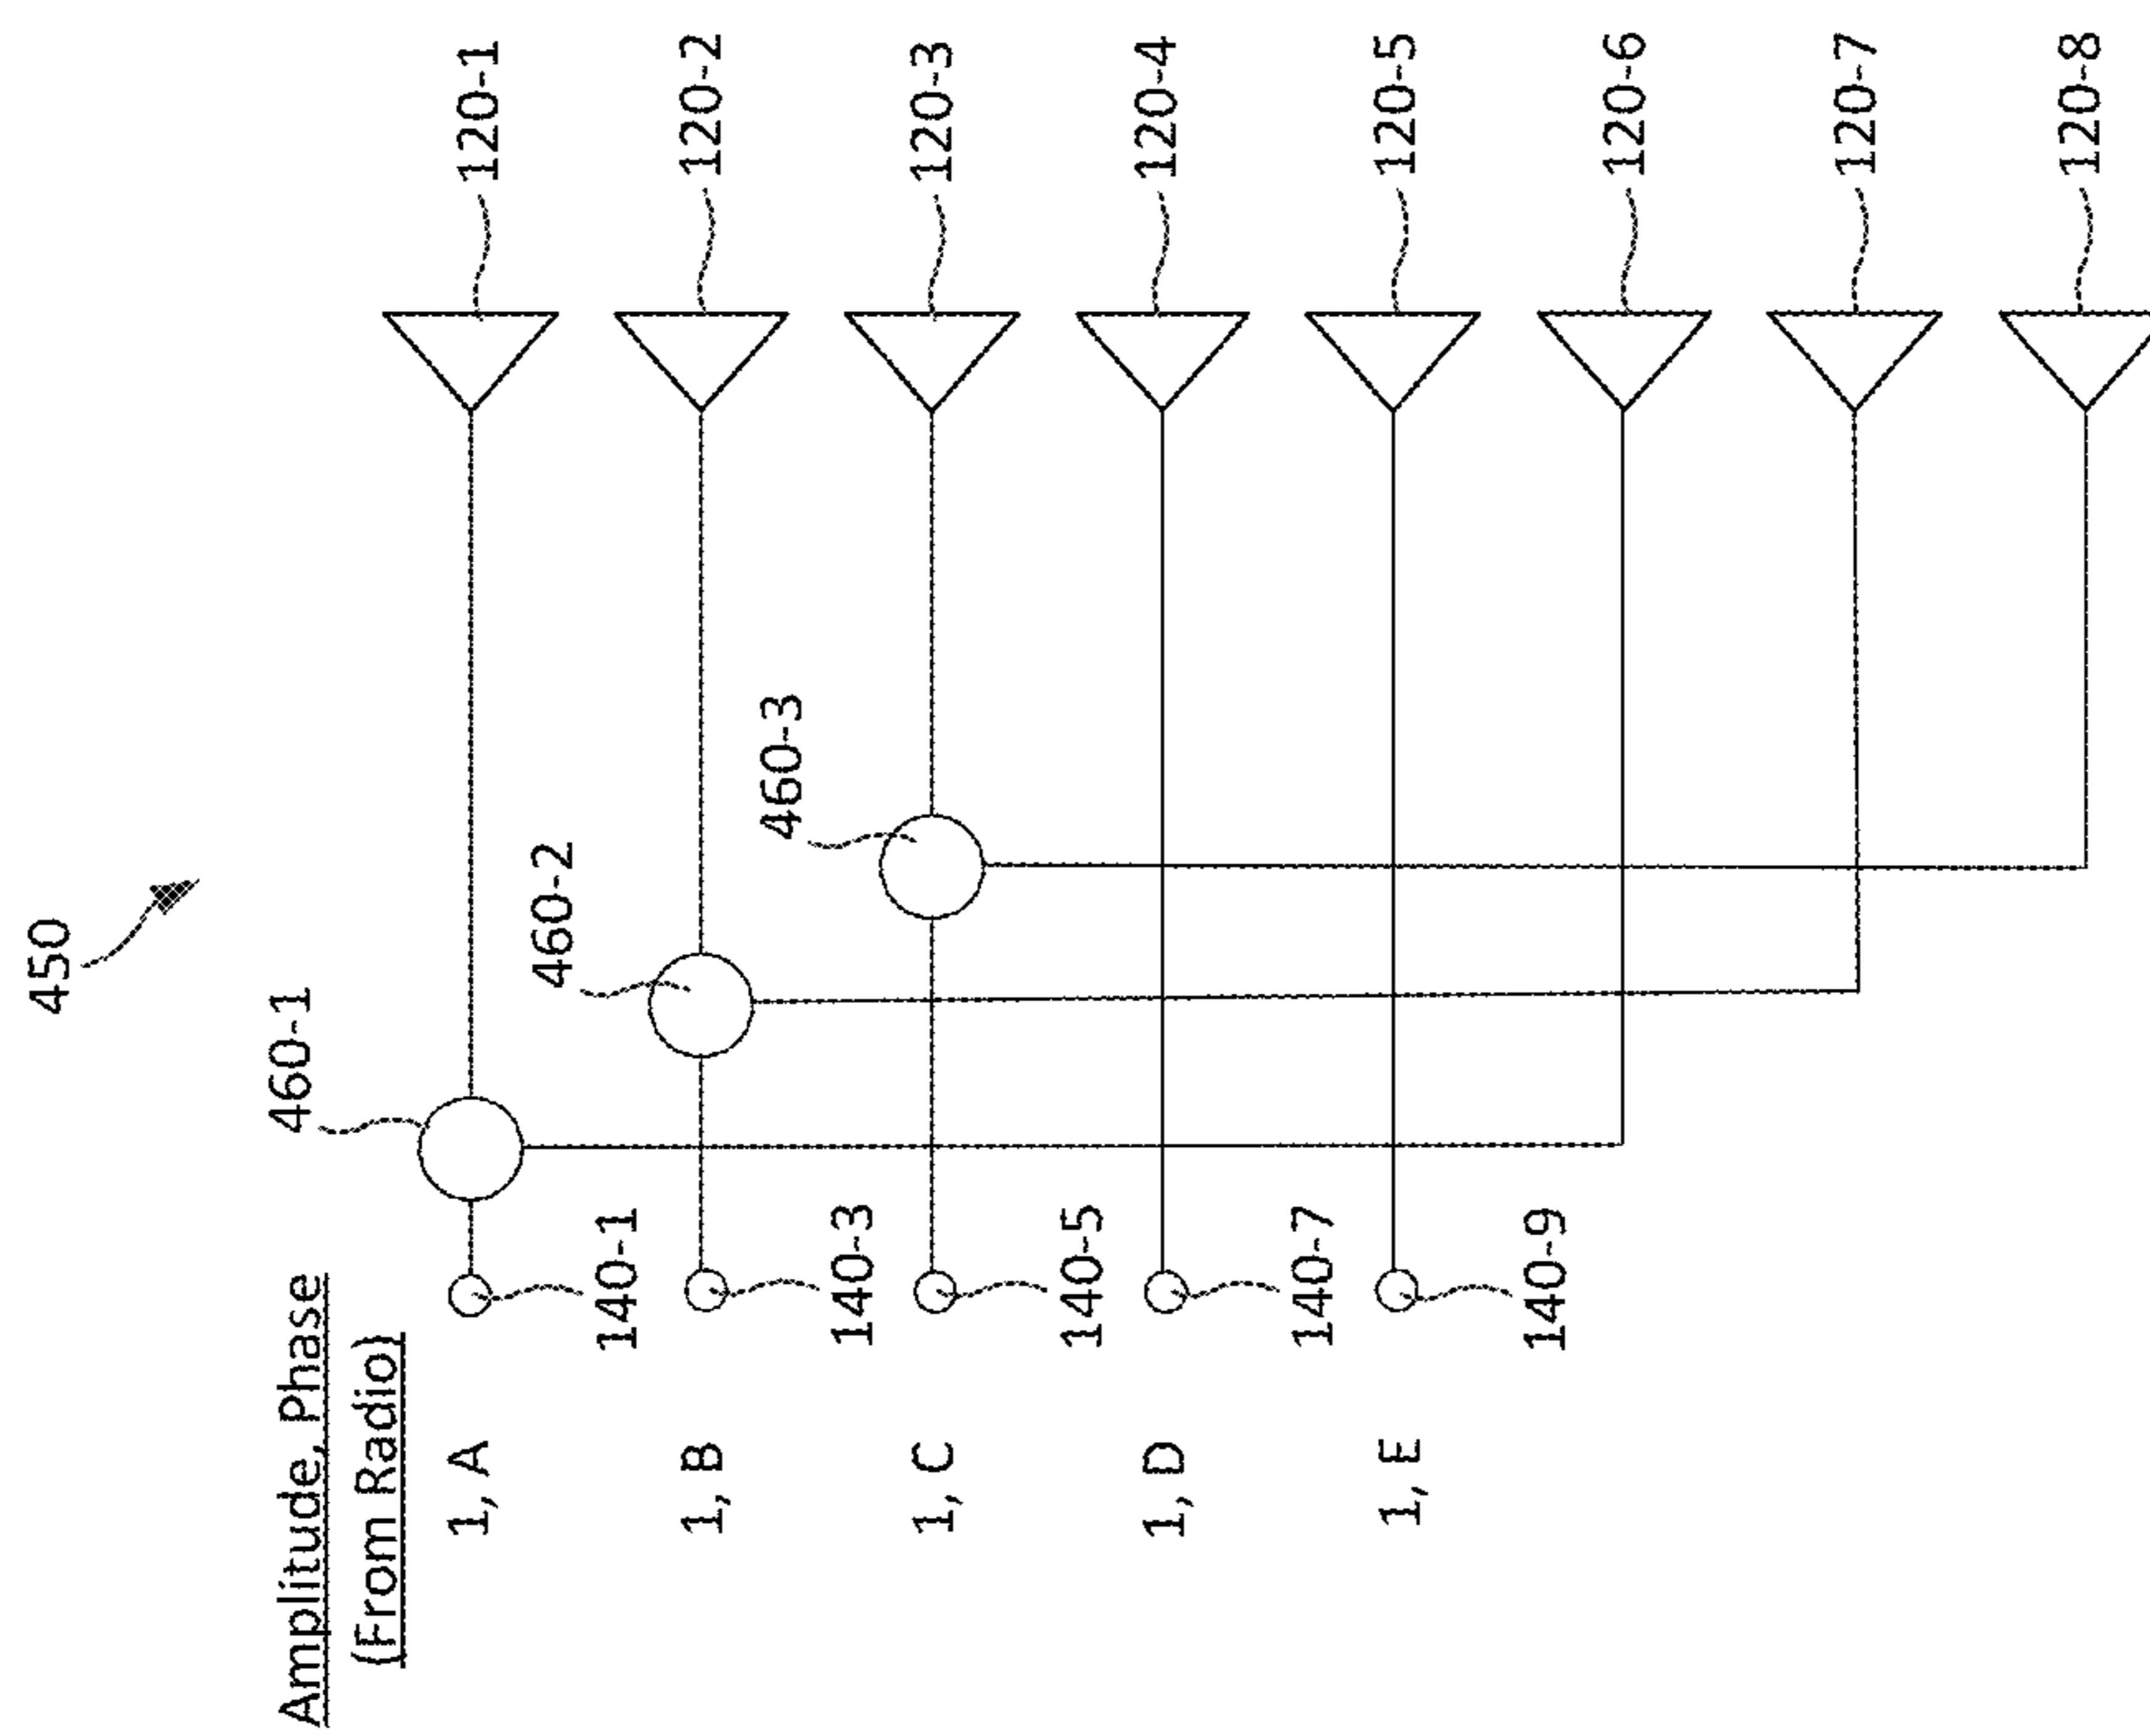 450
Amplitude, Phase
(From Radio)
1, A
1, B
1, C
1, D
1, E
140-1
140-3
140-5
140-7
140-9
460-1
460-2
460-3
120-1
120-2
120-3
120-4
120-5
120-6
120-7
120-8